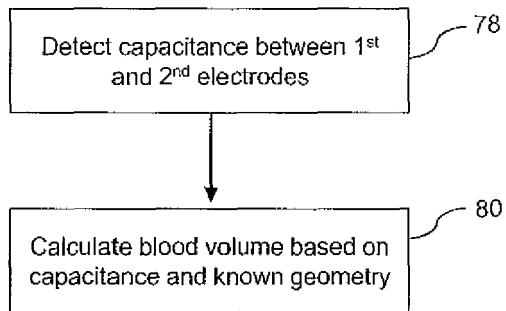 Detect capacitance between 1st
and 2nd electrodes
78
Calculate blood volume based on
capacitance and known geometry
80